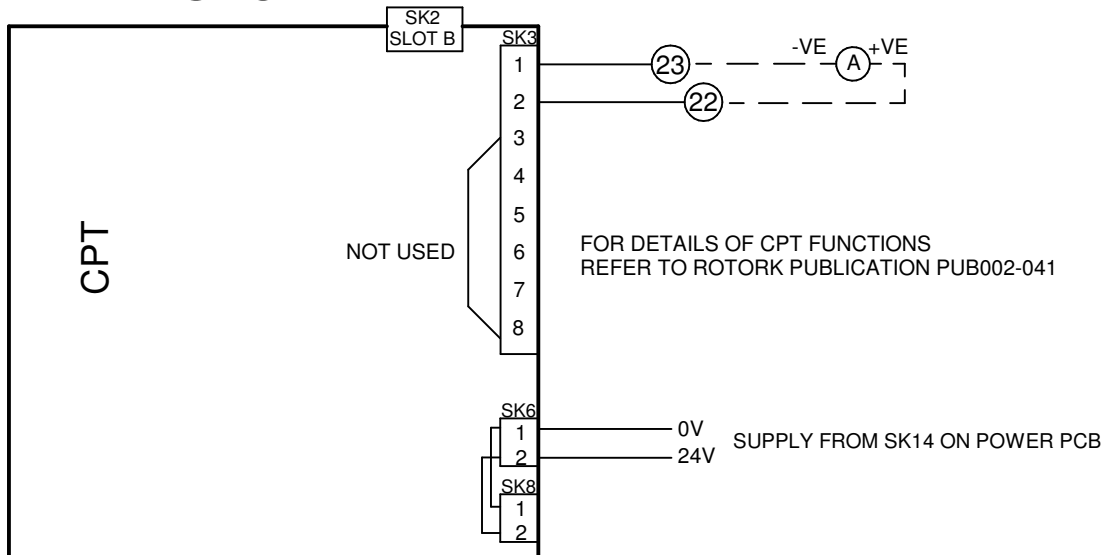 SK2
SLOT B
SK3
1
2
3
4
5
6
7
8
23
-VE
A
+VE
22
CPT
NOT USED
FOR DETAILS OF CPT FUNCTIONS
REFER TO ROTORK PUBLICATION PUB002-041
SK6
1
2
0V
24V
SUPPLY FROM SK14 ON POWER PCB
SK8
1
2